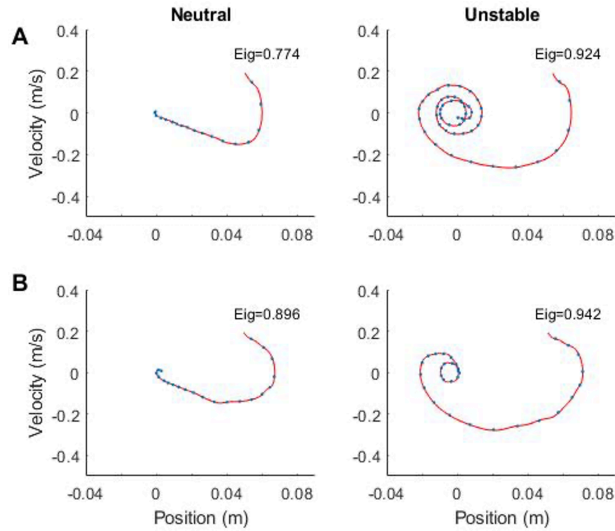 Neutral Unstable
A
0.4 0.4
Eig=0.774 Eig=0.924
0.2 0.2
Velocity (m/s)
0 0
-0.2 -0.2
-0.4 -0.4
-0.04 0 0.04 0.08 -0.04 0 0.04 0.08
B
0.4 0.4
Eig=0.896 Eig=0.942
0.2 0.2
Velocity (m/s)
0 0
-0.2 -0.2
-0.4 -0.4
-0.04 0 0.04 0.08 -0.04 0 0.04 0.08
Position (m) Position (m)